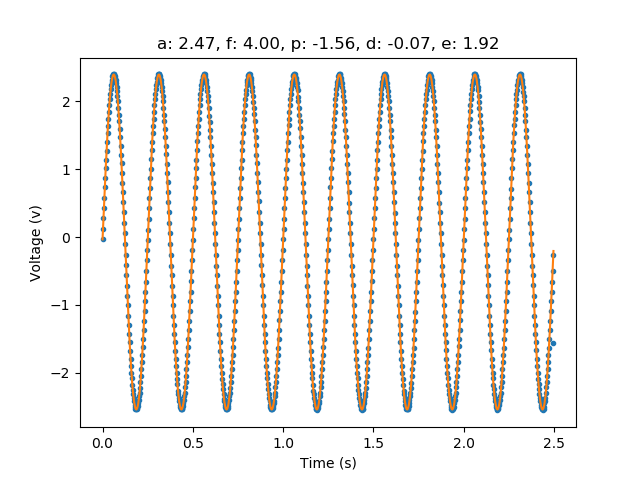 a: 2.47, f: 4.00, p: -1.56, d: -0.07, e: 1.92
2
1
0
−1
−2
Voltage (v)
0.0 0.5 1.0 1.5 2.0 2.5
Time (s)